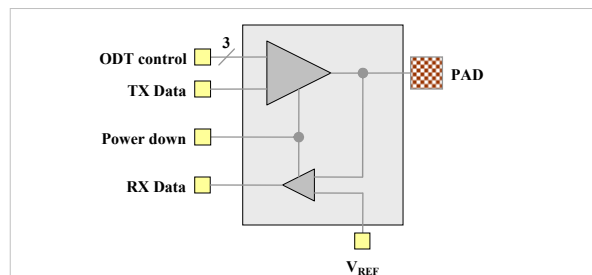 3
ODT control
PAD
TX Data
Power down
RX Data
VREF